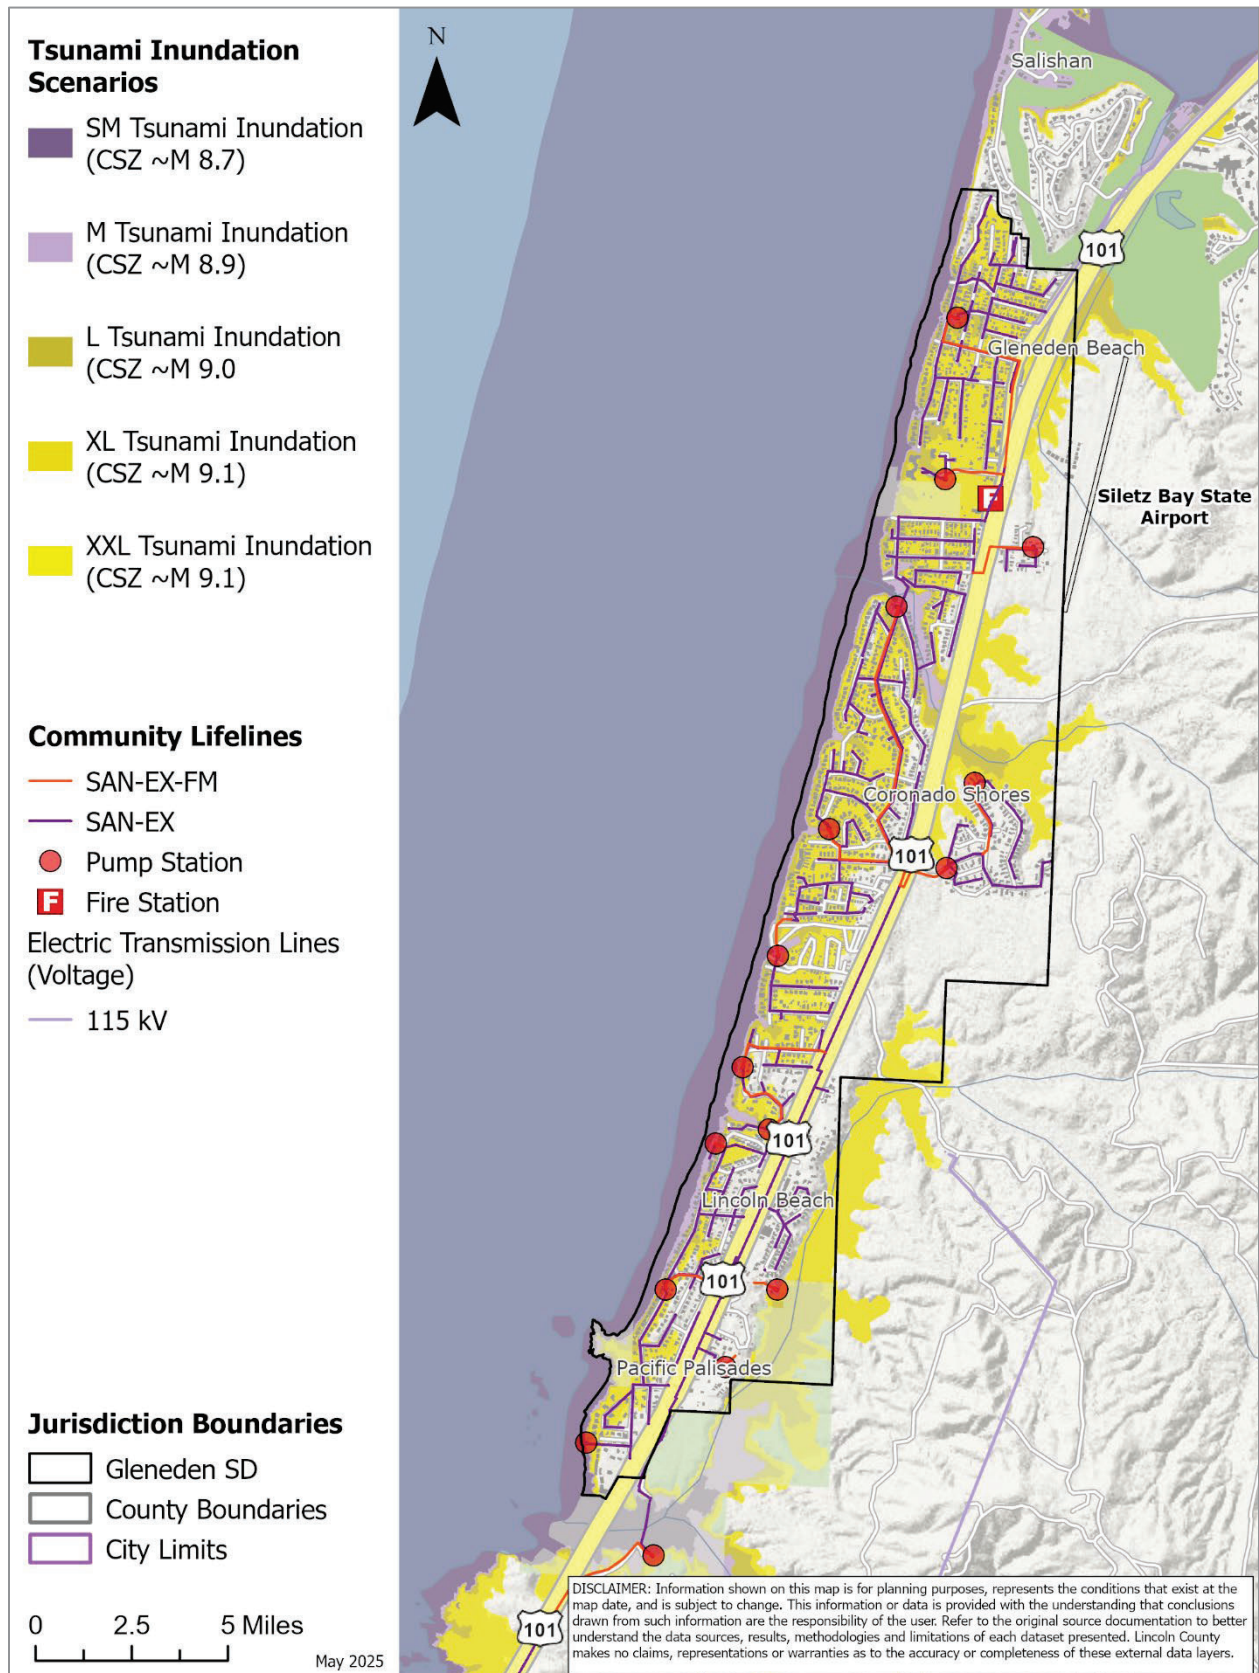 Tsunami Inundation
Scenarios
SM Tsunami Inundation
(CSZ ~M 8.7)
M Tsunami Inundation
(CSZ ~M 8.9)
L Tsunami Inundation
(CSZ ~M 9.0
XL Tsunami Inundation
(CSZ ~M 9.1)
XXL Tsunami Inundation
(CSZ ~M 9.1)
Community Lifelines
SAN-EX-FM
SAN-EX
Pump Station
F Fire Station
Electric Transmission Lines
(Voltage)
115 kV
Jurisdiction Boundaries
Gleneden SD
County Boundaries
City Limits
0 2.5 5 Miles
May 2025
N
Salishan
101
Gleneden Beach
F
Siletz Bay State
Airport
Coronado Shores
101
101
Lincoln Beach
101
Pacific Palisades
101
DISCLAIMER: Information shown on this map is for planning purposes, represents the conditions that exist at the
map date, and is subject to change. This information or data is provided with the understanding that conclusions
drawn from such information are the responsibility of the user. Refer to the original source documentation to better
understand the data sources, results, methodologies and limitations of each dataset presented. Lincoln County
makes no claims, representations or warranties as to the accuracy or completeness of these external data layers.